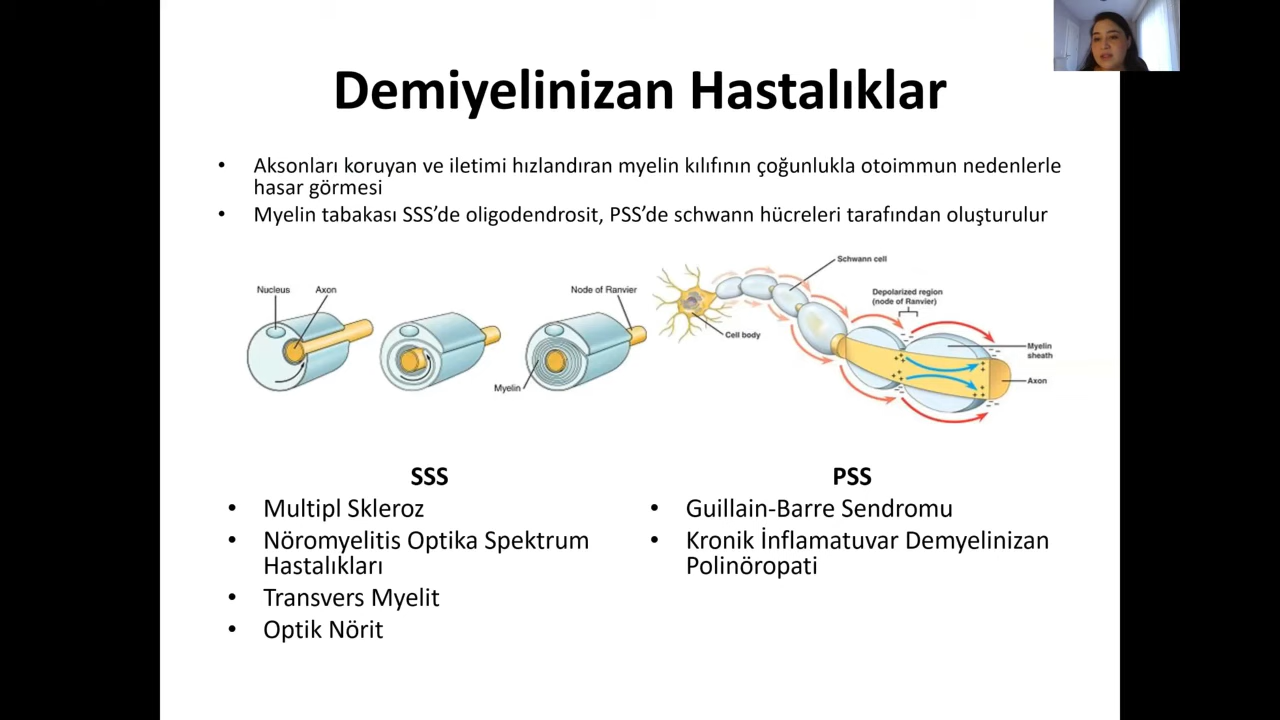 Demiyelinizan Hastalıklar
• Aksonları koruyan ve iletimi hızlandıran myelin kılıfının çoğunlukla otoimmun nedenlerle
hasar görmesi
• Myelin tabakası SSS’de oligodendrosit, PSS’de schwann hücreleri tarafından oluşturulur
Nucleus
Axon
Node of Ranvier
Myelin
Schwann cell
Depolarized region
(node of Ranvier)
Cell body
Myelin
sheath
Axon
SSS
• Multipl Skleroz
• Nöromyelitis Optika Spektrum
Hastalıkları
• Transvers Myelit
• Optik Nörit
PSS
• Guillain-Barre Sendromu
• Kronik İnflamatuvar Demyelinizan
Polinöropati